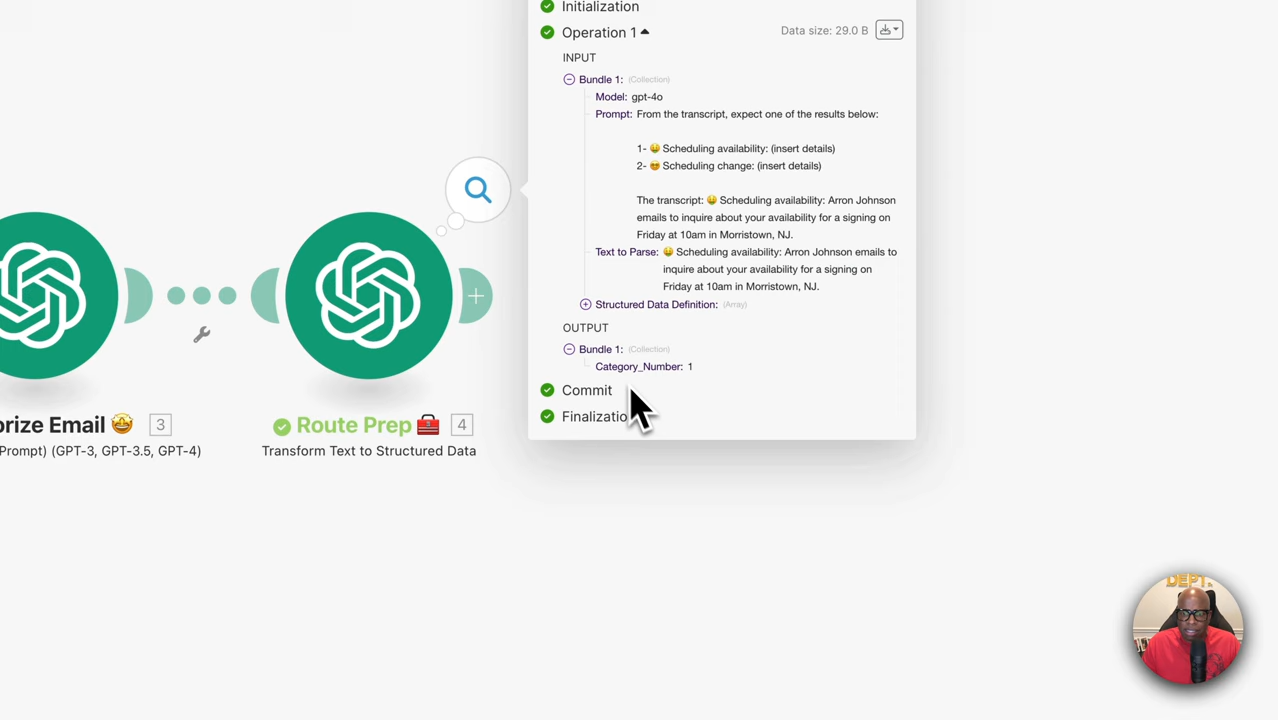 Initialization
Operation 1
Data size: 29.0 B
INPUT
Bundle 1: (Collection)
Model: gpt-4o
Prompt: From the transcript, expect one of the results below:
1- 🤑 Scheduling availability: (insert details)
2- 🤓 Scheduling change: (insert details)
The transcript: 🤑 Scheduling availability: Arron Johnson
emails to inquire about your availability for a signing on
Friday at 10am in Morristown, NJ.
Text to Parse: 🤑 Scheduling availability: Arron Johnson emails to
inquire about your availability for a signing on
Friday at 10am in Morristown, NJ.
Structured Data Definition: (Array)
OUTPUT
Bundle 1: (Collection)
Category_Number: 1
Commit
Finalizatio
orize Email 🤩 3
Prompt) (GPT-3, GPT-3.5, GPT-4)
Route Prep 🧰 4
Transform Text to Structured Data
DEPT.